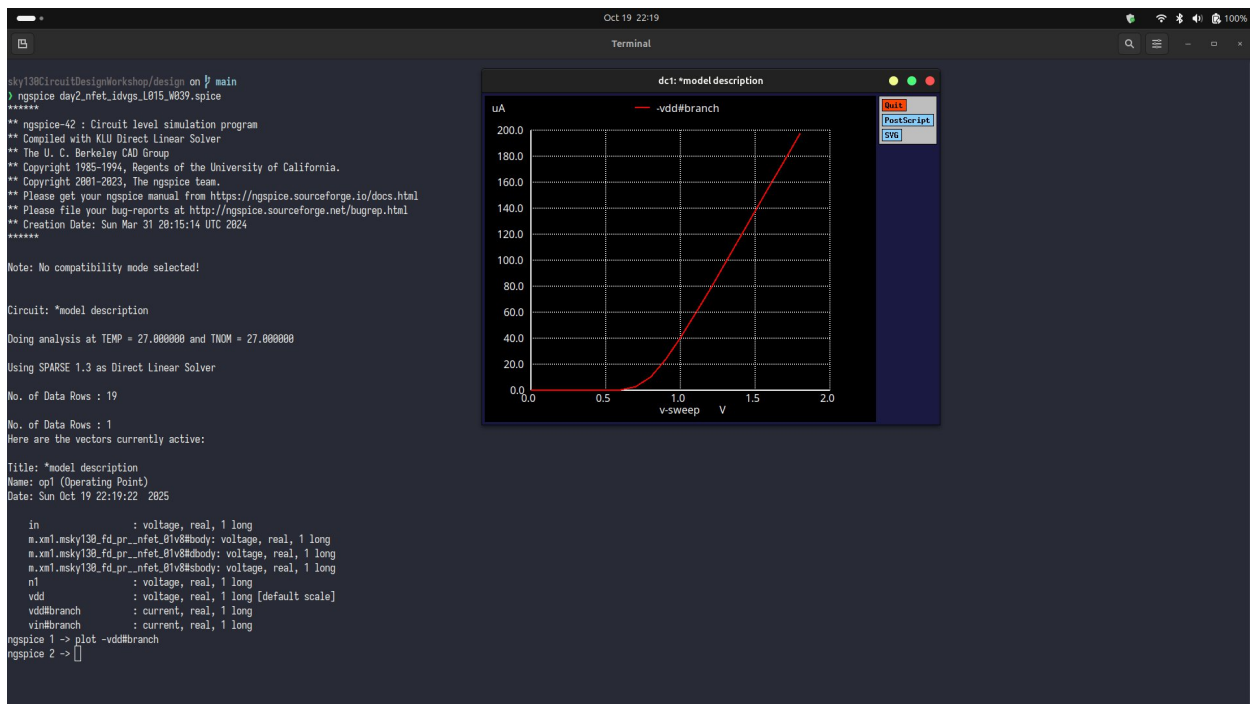 Oct 19 22:19
100%
Terminal
sky130CircuitDesignWorkshop/design on main
❯ ngspice day2_nfet_idvgs_L015_W039.spice
******
** ngspice-42 : Circuit level simulation program
** Compiled with KLU Direct Linear Solver
** The U. C. Berkeley CAD Group
** Copyright 1985-1994, Regents of the University of California.
** Copyright 2001-2023, The ngspice team.
** Please get your ngspice manual from https://ngspice.sourceforge.io/docs.html
** Please file your bug-reports at http://ngspice.sourceforge.net/bugrep.html
** Creation Date: Sun Mar 31 20:15:14 UTC 2024
******
Note: No compatibility mode selected!
Circuit: *model description
Doing analysis at TEMP = 27.000000 and TNOM = 27.000000
Using SPARSE 1.3 as Direct Linear Solver
No. of Data Rows : 19
No. of Data Rows : 1
Here are the vectors currently active:
Title: *model description
Name: op1 (Operating Point)
Date: Sun Oct 19 22:19:22  2025
in : voltage, real, 1 long
m.xm1.msky130_fd_pr__nfet_01v8#body: voltage, real, 1 long
m.xm1.msky130_fd_pr__nfet_01v8#dbody: voltage, real, 1 long
m.xm1.msky130_fd_pr__nfet_01v8#sbody: voltage, real, 1 long
n1 : voltage, real, 1 long
vdd : voltage, real, 1 long [default scale]
vdd#branch : current, real, 1 long
vin#branch : current, real, 1 long
ngspice 1 -> plot -vdd#branch
ngspice 2 ->
dc1: *model description
uA
-vdd#branch
Quit
PostScript
SVG
200.0
180.0
160.0
140.0
120.0
100.0
80.0
60.0
40.0
20.0
0.0
0.0 0.5 1.0 1.5 2.0
v-sweep V